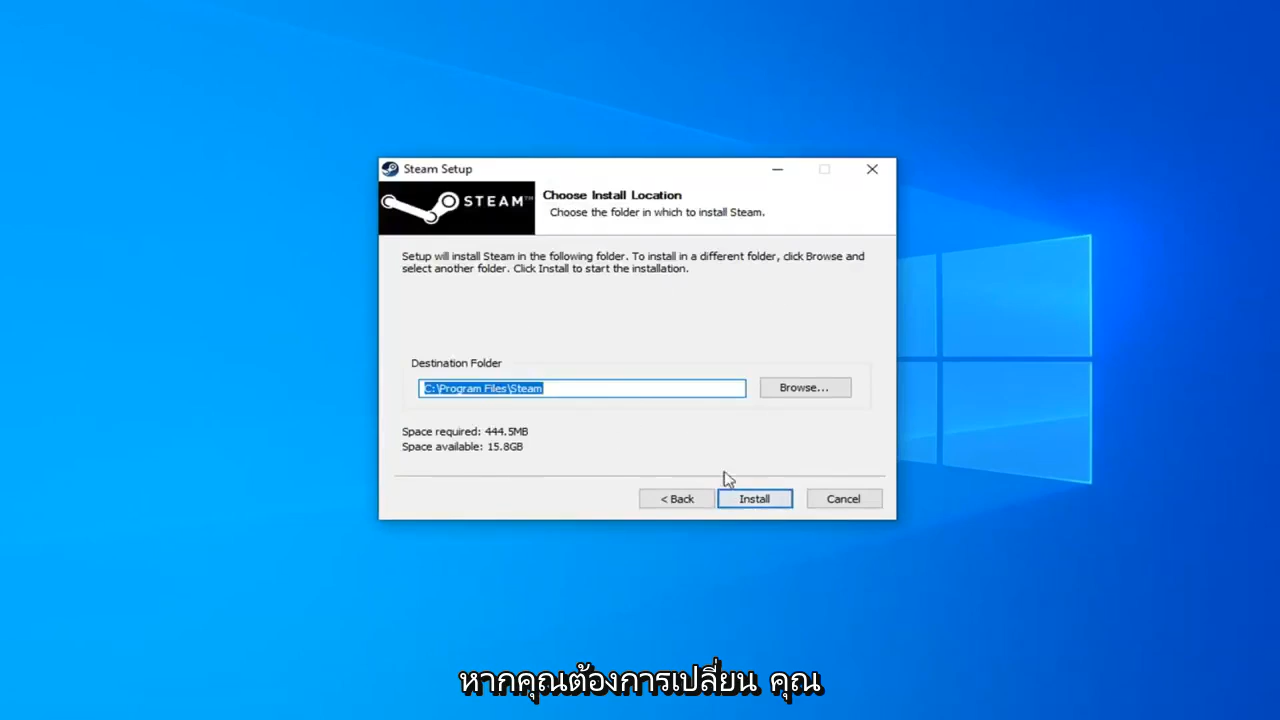 Steam Setup
STEAM™
Choose Install Location
Choose the folder in which to install Steam.
Setup will install Steam in the following folder. To install in a different folder, click Browse and
select another folder. Click Install to start the installation.
Destination Folder
C:\Program Files\Steam
Browse...
Space required: 444.5MB
Space available: 15.8GB
< Back
Install
Cancel
หากคุณต้องการเปลี่ยน คุณ